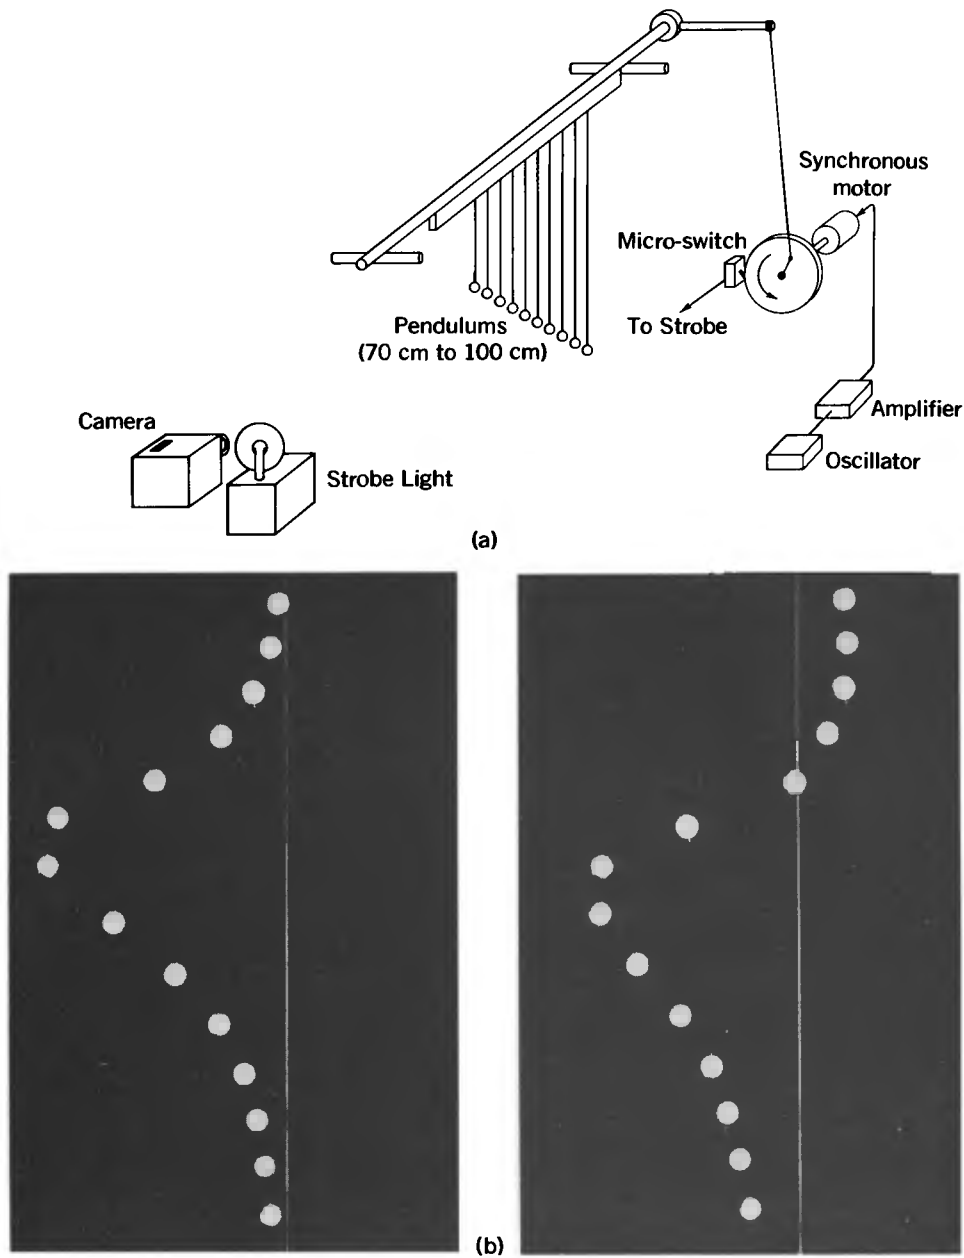 Synchronous
motor
Micro-switch
To Strobe
Pendulums
(70 cm to 100 cm)
Camera
Amplifier
Oscillator
Strobe Light
(a)
(b)